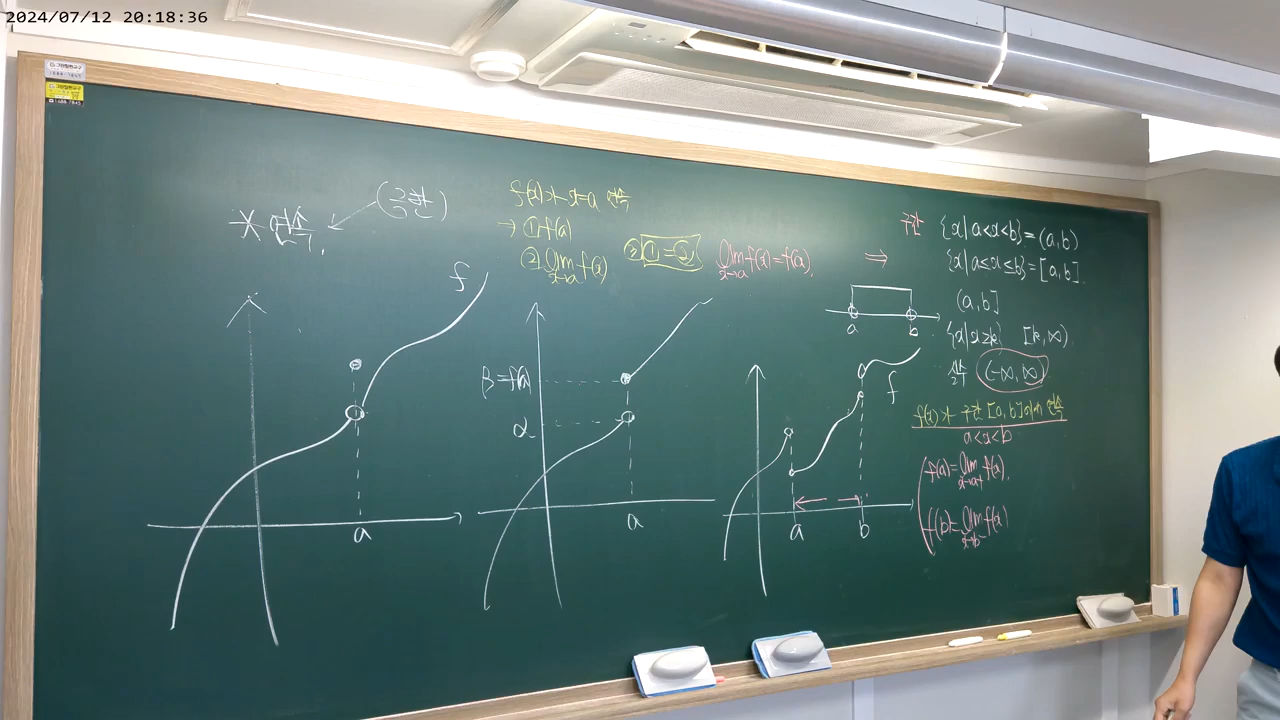 2024/07/12 20:18:36
* 연속 (극한)
f(x)가 x=a 연속
→ ① f(a)
② lim x→a f(x)
③ ①=②
lim x→a f(x)=f(a).
⇒
구간 {x|a<x<b}=(a,b)
{x|a≤x≤b}=[a,b].
(a,b]
{x|x≥k} [k,∞).
실수 (-∞,∞)
f(x)가 구간 [a,b]에서 연속
a<x<b
f(a)=lim x→a+ f(x).
f(b)=lim x→b- f(x)
f
a
β=f(a)
α
a
a b
f
a b